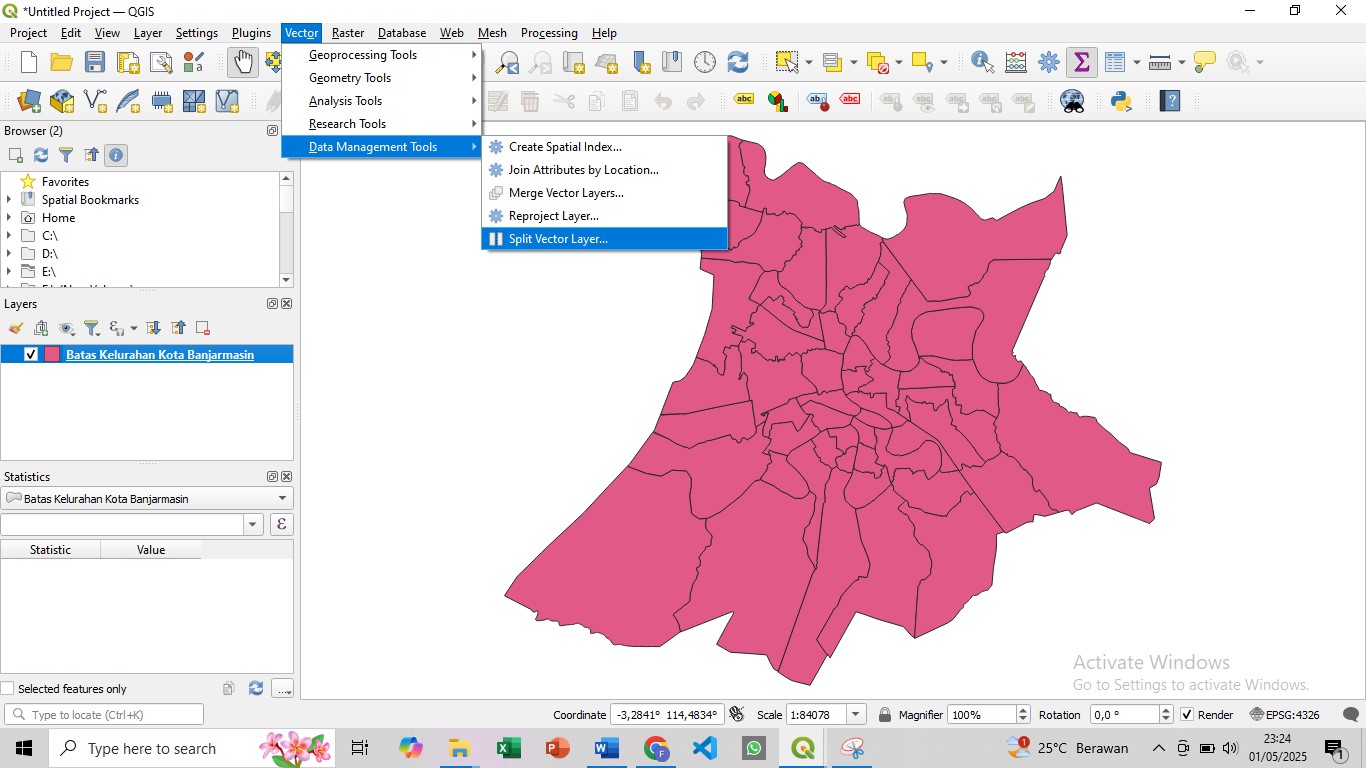 *Untitled Project — QGIS
Project Edit View Layer Settings Plugins Vector Raster Database Web Mesh Processing Help
Geoprocessing Tools
Geometry Tools
Analysis Tools
Research Tools
Data Management Tools
Create Spatial Index...
Join Attributes by Location...
Merge Vector Layers...
Reproject Layer...
Split Vector Layer...
abc
ab
abc
Browser (2)
Favorites
Spatial Bookmarks
Home
C:\
D:\
E:\
Layers
Batas Kelurahan Kota Banjarmasin
Statistics
Batas Kelurahan Kota Banjarmasin
ε
Statistic Value
Selected features only
...
Activate Windows
Go to Settings to activate Windows.
Type to locate (Ctrl+K)
Coordinate -3,2841° 114,4834° Scale 1:84078 Magnifier 100% Rotation 0,0 ° Render EPSG:4326
Type here to search
25°C Berawan
23:24
01/05/2025
1